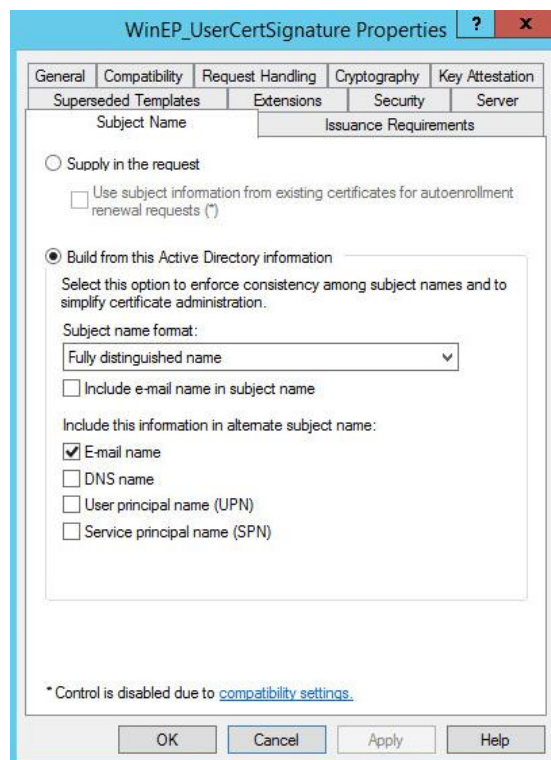 WinEP_UserCertSignature Properties
?
x
General
Compatibility
Request Handling
Cryptography
Key Attestation
Superseded Templates
Extensions
Security
Server
Subject Name
Issuance Requirements
Supply in the request
Use subject information from existing certificates for autoenrollment
renewal requests (*)
Build from this Active Directory information
Select this option to enforce consistency among subject names and to
simplify certificate administration.
Subject name format:
Fully distinguished name
Include e-mail name in subject name
Include this information in alternate subject name:
E-mail name
DNS name
User principal name (UPN)
Service principal name (SPN)
* Control is disabled due to compatibility settings.
OK
Cancel
Apply
Help